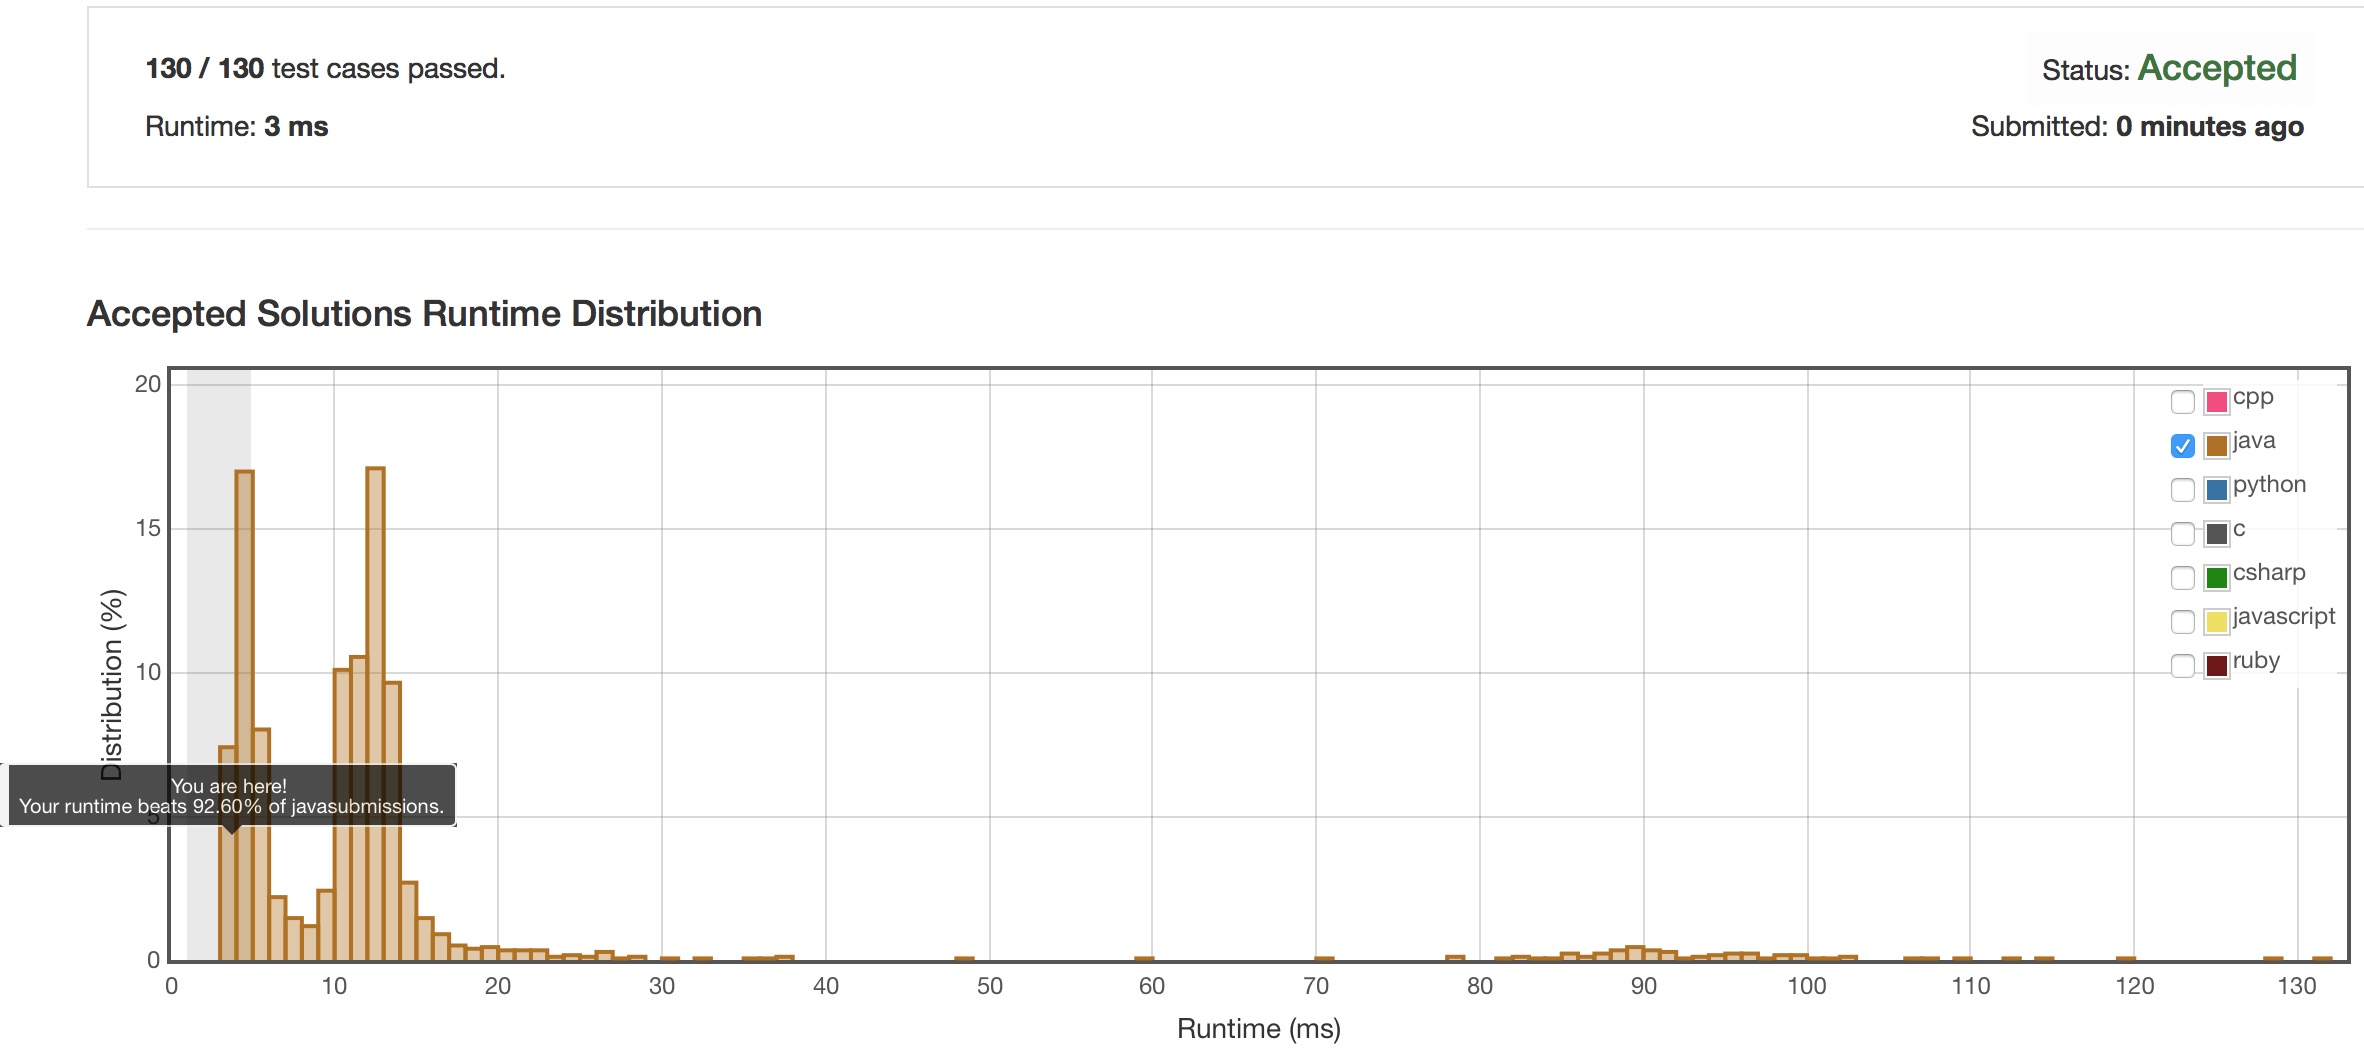 130 / 130 test cases passed.
Status: Accepted
Runtime: 3 ms
Submitted: 0 minutes ago
Accepted Solutions Runtime Distribution
Distribution (%)
20
15
10
5
0
You are here!
Your runtime beats 92.60% of javasubmissions.
cpp
java
python
c
csharp
javascript
ruby
0 10 20 30 40 50 60 70 80 90 100 110 120 130
Runtime (ms)